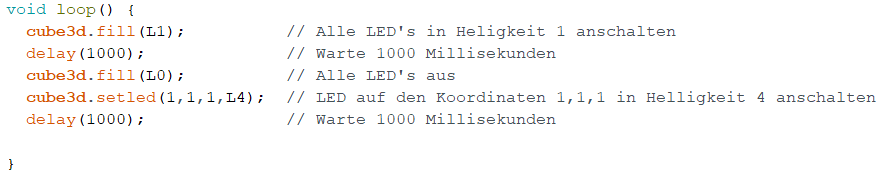 void loop() {
  cube3d.fill(L1);          // Alle LED's in Heligkeit 1 anschalten
  delay(1000);              // Warte 1000 Millisekunden
  cube3d.fill(L0);          // Alle LED's aus
  cube3d.setled(1,1,1,L4);  // LED auf den Koordinaten 1,1,1 in Helligkeit 4 anschalten
  delay(1000);              // Warte 1000 Millisekunden
}